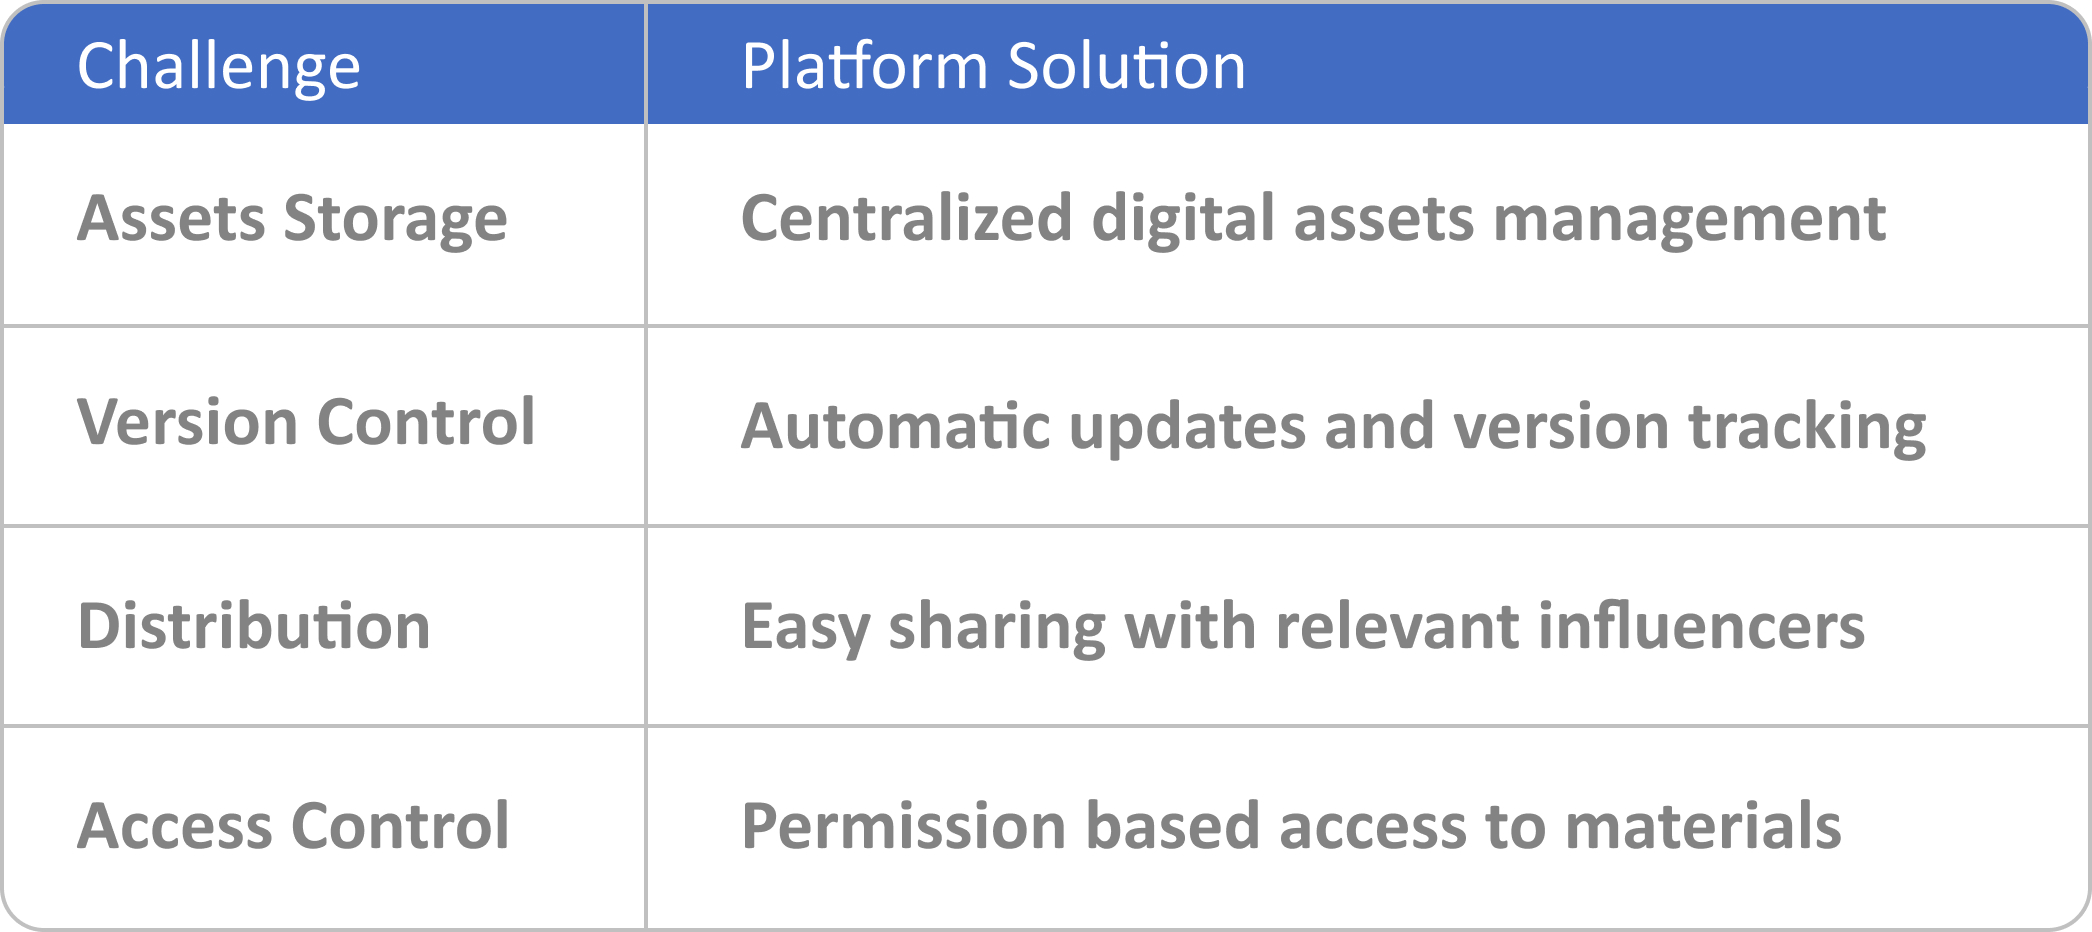 Challenge Platform Solution
Assets Storage Centralized digital assets management
Version Control Automatic updates and version tracking
Distribution Easy sharing with relevant influencers
Access Control Permission based access to materials